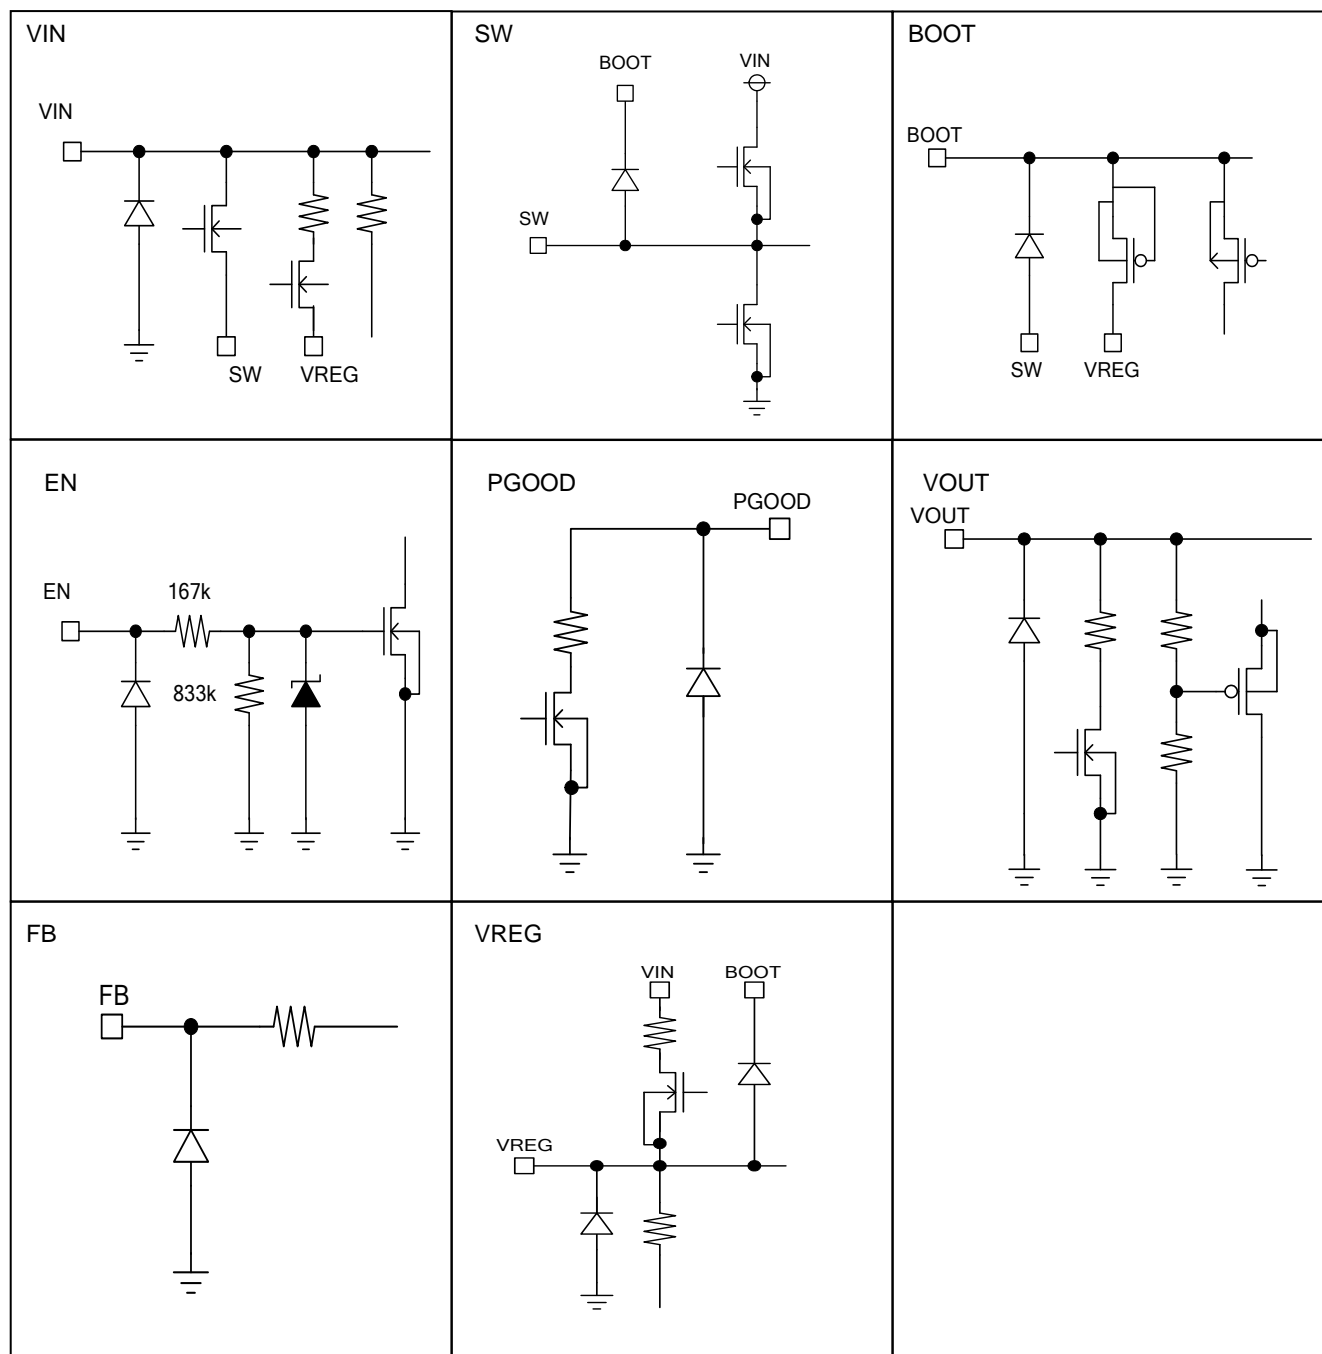 VIN
VIN
SW
VREG
SW
BOOT
VIN
SW
BOOT
BOOT
SW
VREG
EN
EN
167k
833k
PGOOD
PGOOD
VOUT
VOUT
FB
FB
VREG
VIN
BOOT
VREG